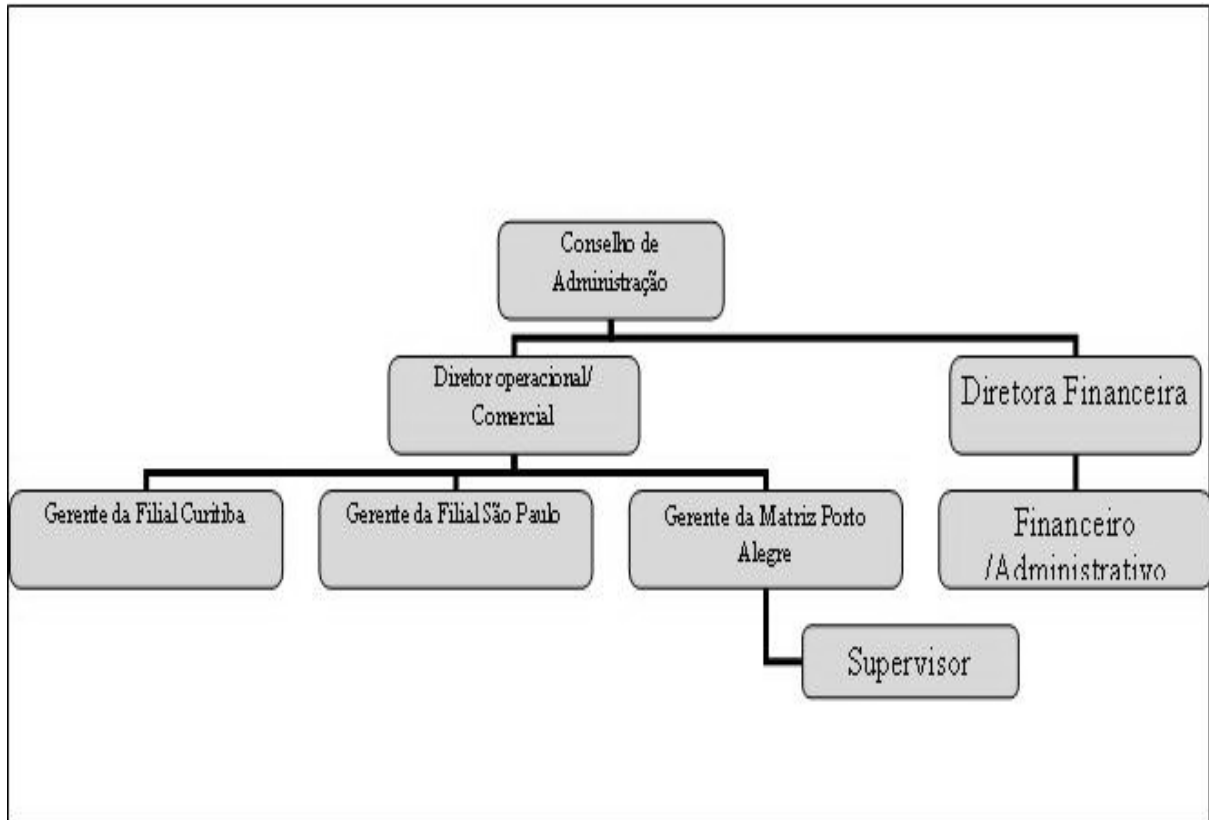 Conselho de
Administração
Diretor operacional/
Comercial
Diretora Financeira
Gerente da Filial Curitiba
Gerente da Filial São Paulo
Gerente da Matriz Porto
Alegre
Financeiro
/Administrativo
Supervisor